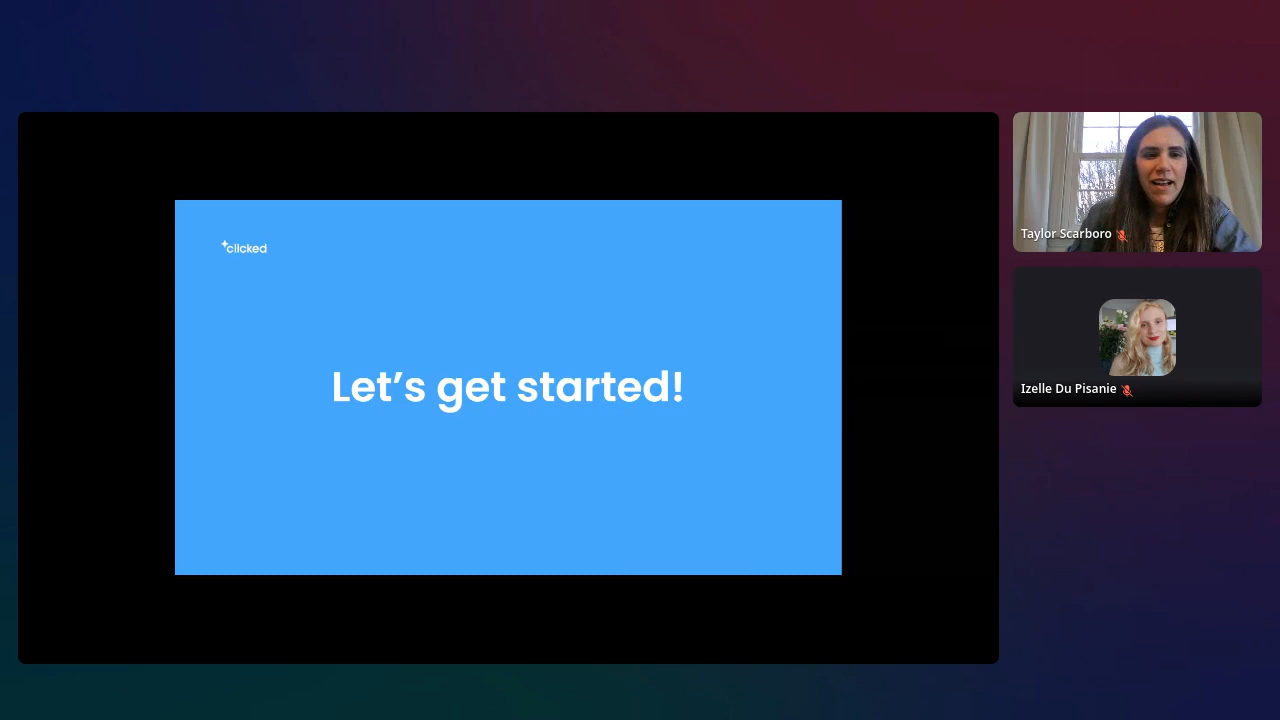 clicked
Let's get started!
Taylor Scarboro
Izelle Du Pisanie